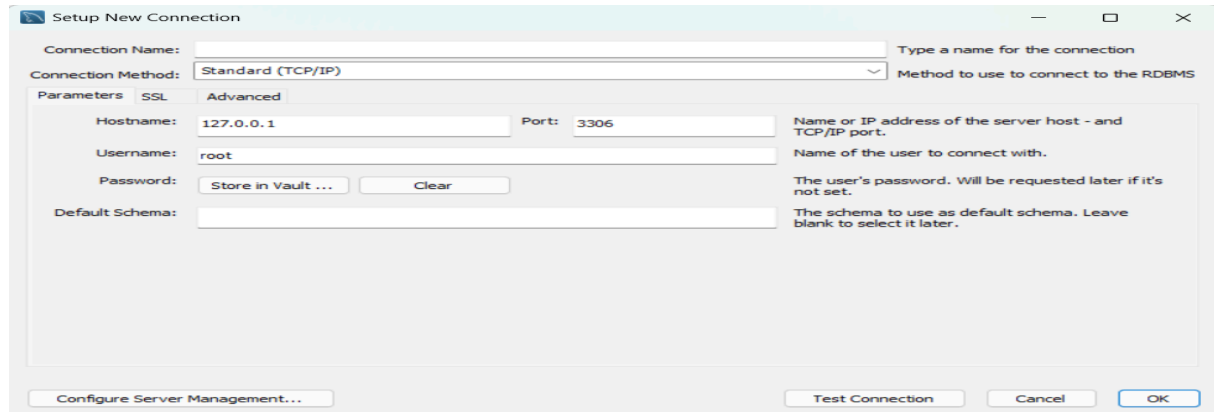 Setup New Connection
Connection Name: Type a name for the connection
Connection Method: Standard (TCP/IP) Method to use to connect to the RDBMS
Parameters SSL Advanced
Hostname: 127.0.0.1 Port: 3306 Name or IP address of the server host - and
TCP/IP port.
Username: root Name of the user to connect with.
Password: Store in Vault ... Clear The user's password. Will be requested later if it's
not set.
Default Schema: The schema to use as default schema. Leave
blank to select it later.
Configure Server Management... Test Connection Cancel OK